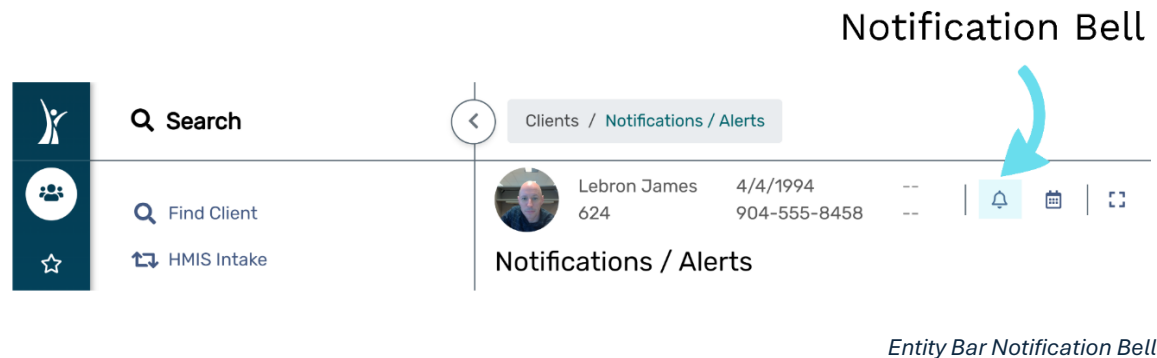 Notification Bell
Search
Clients / Notifications / Alerts
Find Client
HMIS Intake
Lebron James 4/4/1994 --
624 904-555-8458 --
Notifications / Alerts
Entity Bar Notification Bell